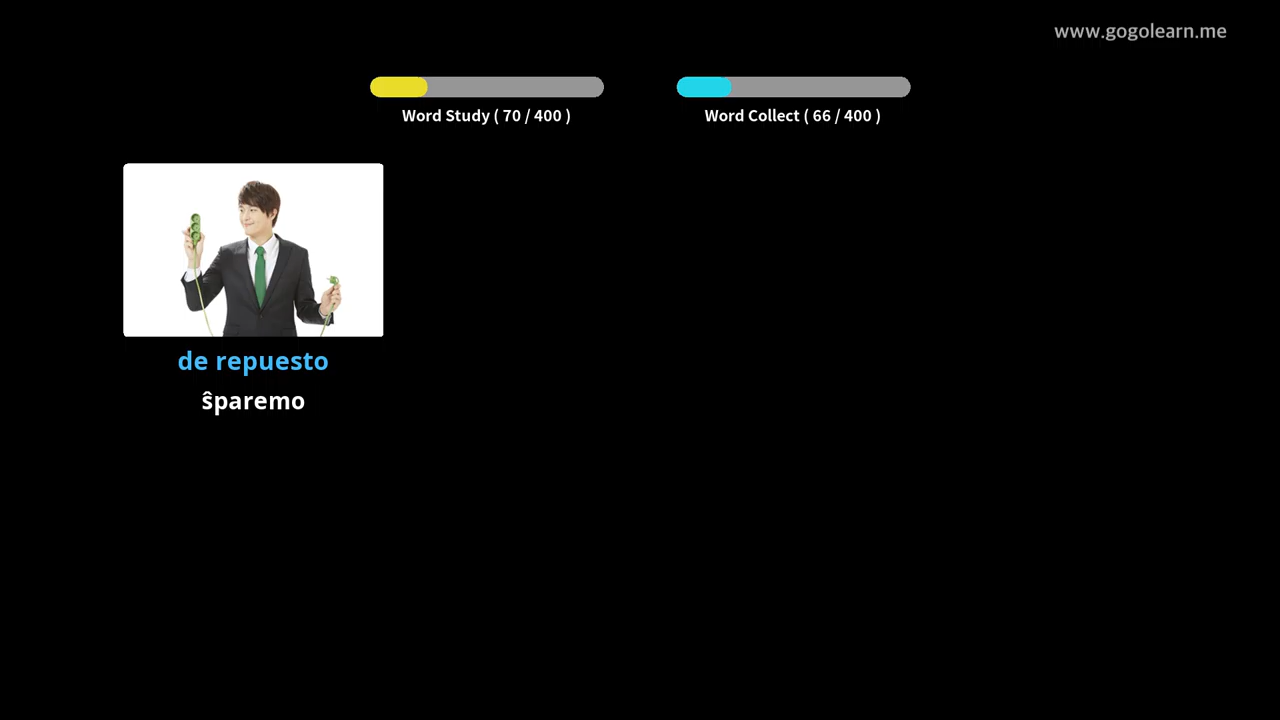 www.gogolearn.me
Word Study ( 70 / 400 )
Word Collect ( 66 / 400 )
de repuesto
ŝparemo